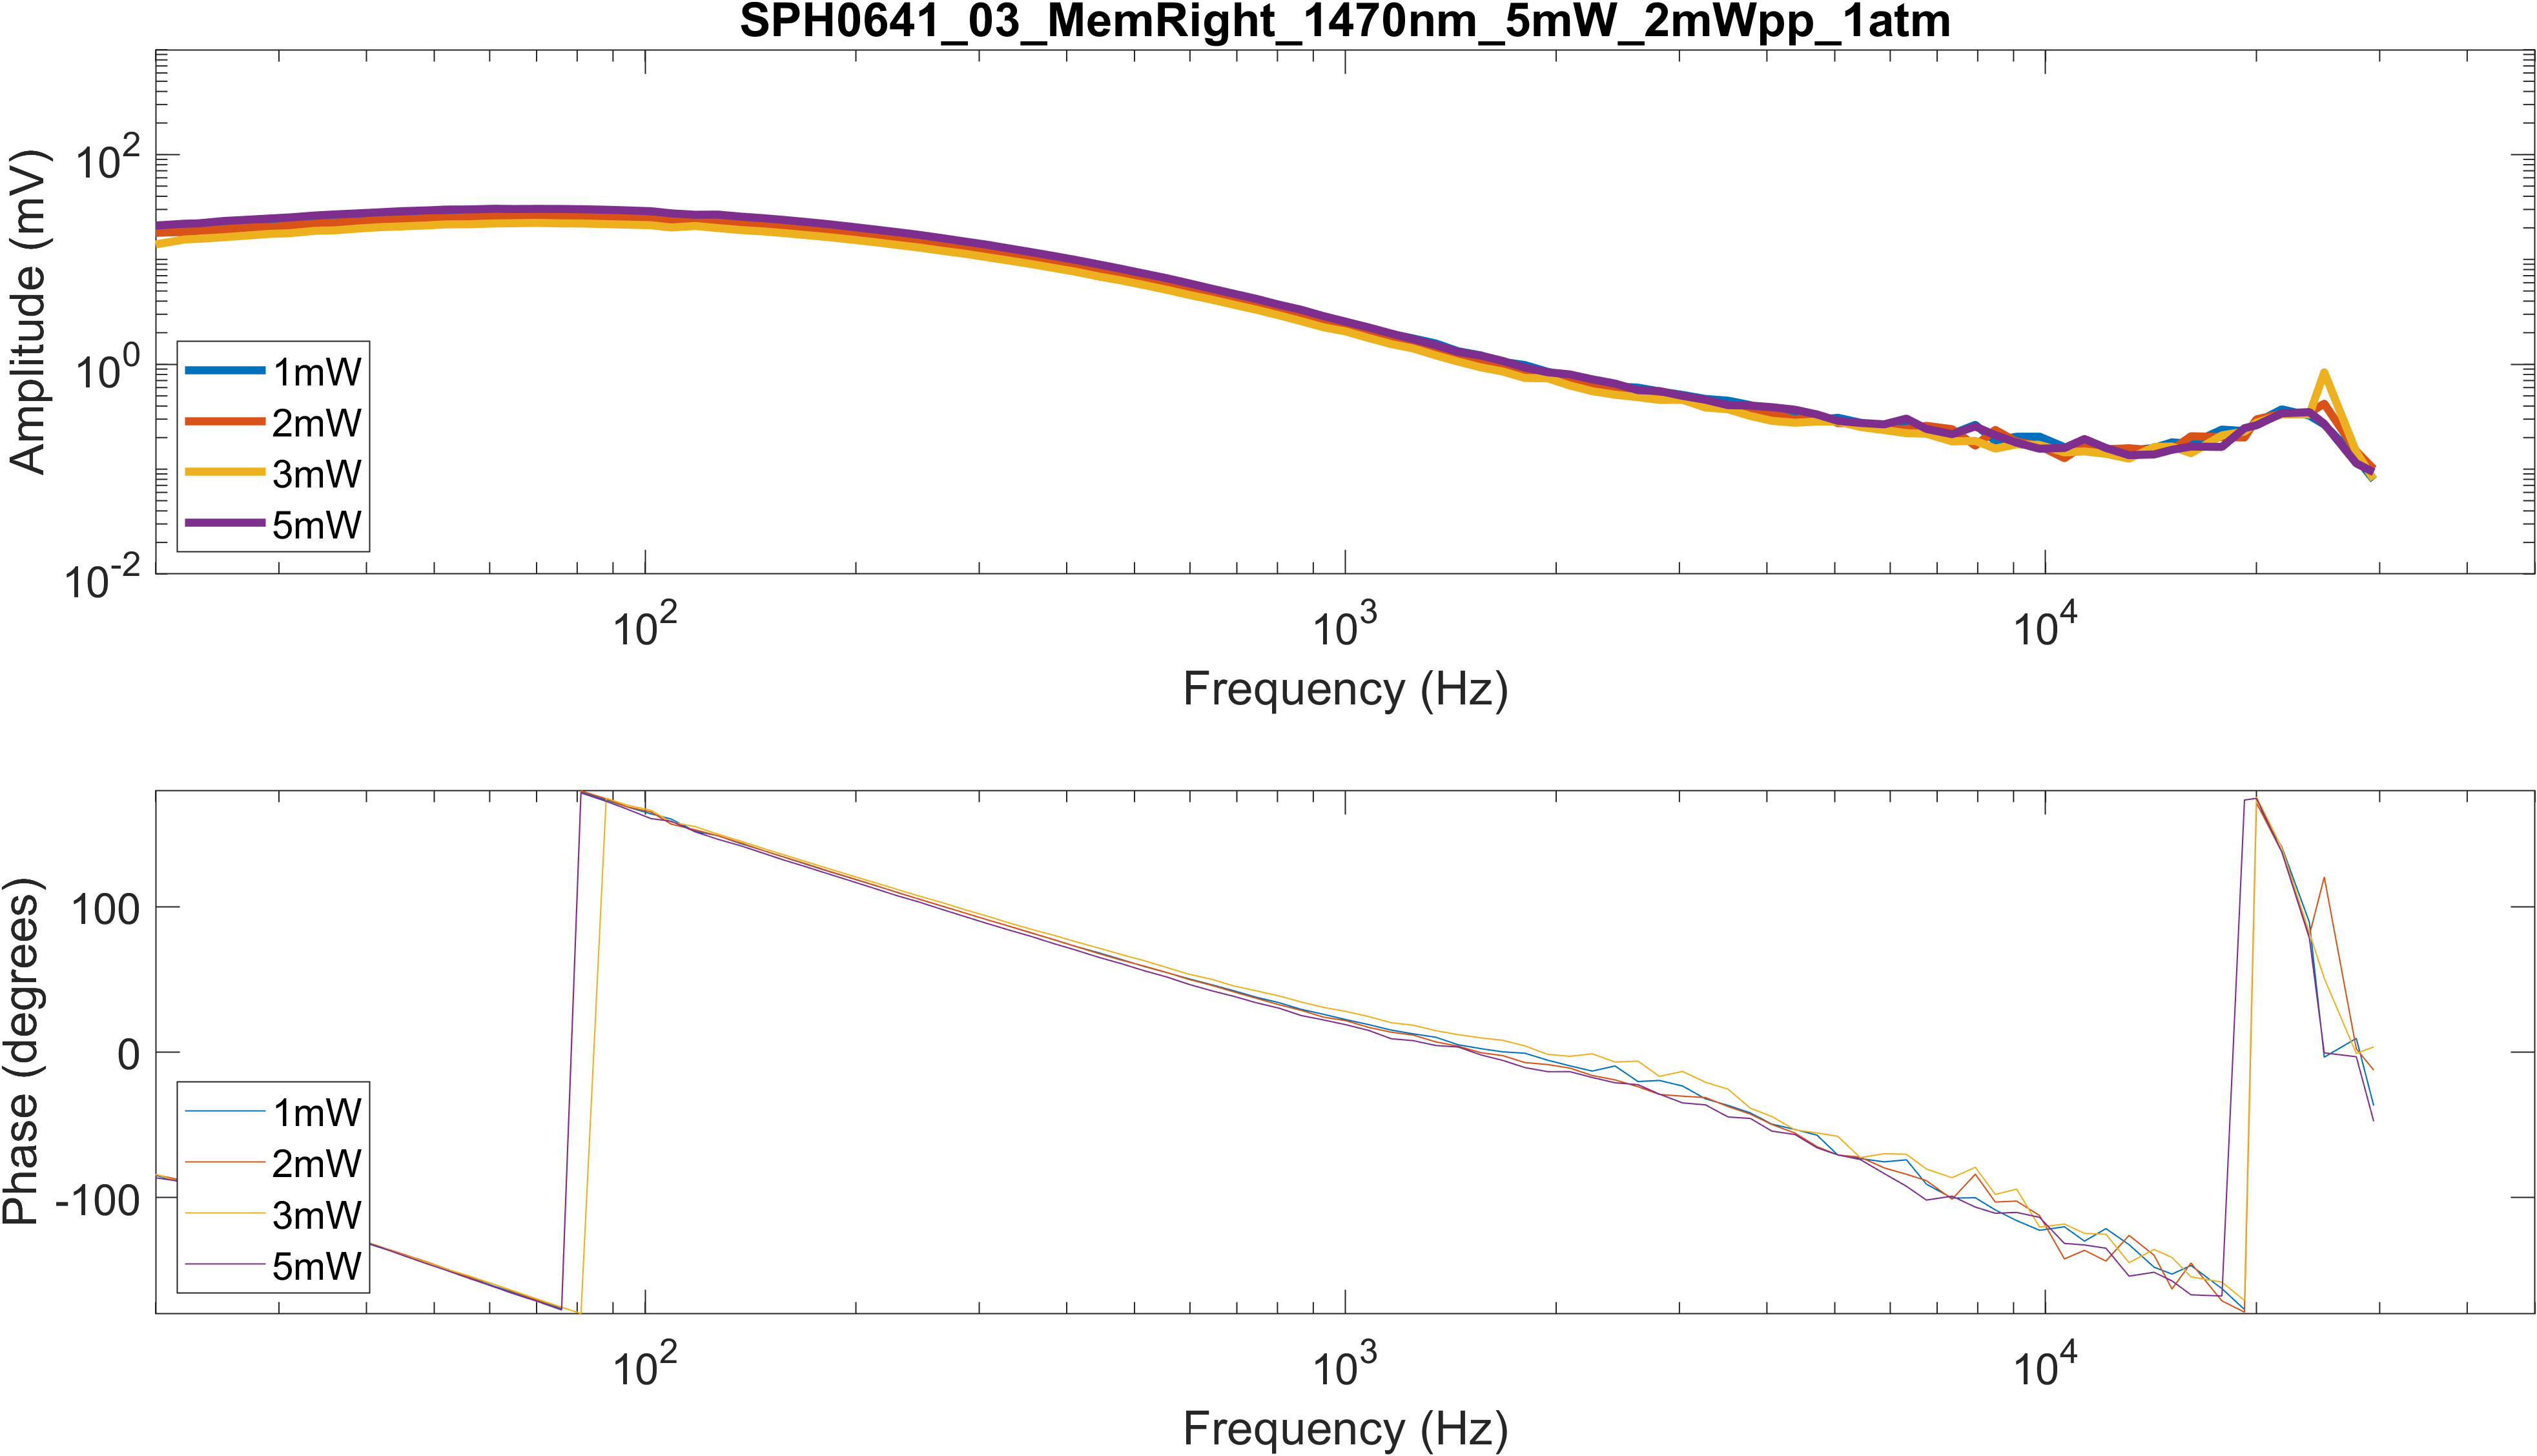 SPH0641_03_MemRight_1470nm_5mW_2mWpp_1atm
Amplitude (mV)
10^2
10^0
10^-2
1mW
2mW
3mW
5mW
10^2
10^3
10^4
Frequency (Hz)
Phase (degrees)
100
0
-100
1mW
2mW
3mW
5mW
10^2
10^3
10^4
Frequency (Hz)